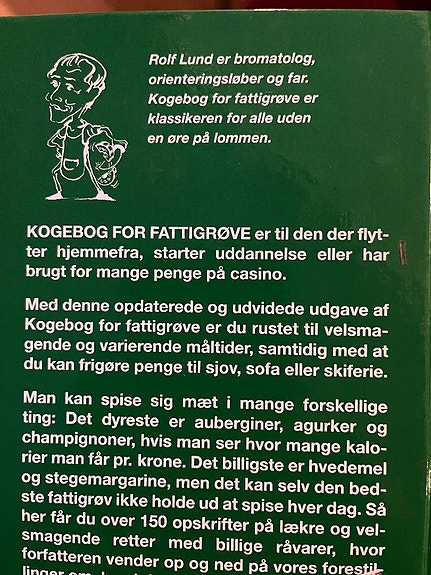 Rolf Lund er bromatolog,
orienteringsløber og far.
Kogebog for fattigrøve er
klassikeren for alle uden
en øre på lommen.
KOGEBOG FOR FATTIGRØVE er til den der flyt-
ter hjemmefra, starter uddannelse eller har
brugt for mange penge på casino.
Med denne opdaterede og udvidede udgave af
Kogebog for fattigrøve er du rustet til velsma-
gende og varierende måltider, samtidig med at
du kan frigøre penge til sjov, sofa eller skiferie.
Man kan spise sig mæt i mange forskellige
ting: Det dyreste er auberginer, agurker og
champignoner, hvis man ser hvor mange kalo-
rier man får pr. krone. Det billigste er hvedemel
og stegemargarine, men det kan selv den bed-
ste fattigrøv ikke holde ud at spise hver dag. Så
her får du over 150 opskrifter på lækre og vel-
smagende retter med billige råvarer, hvor
forfatteren vender op og ned på vores forestil-